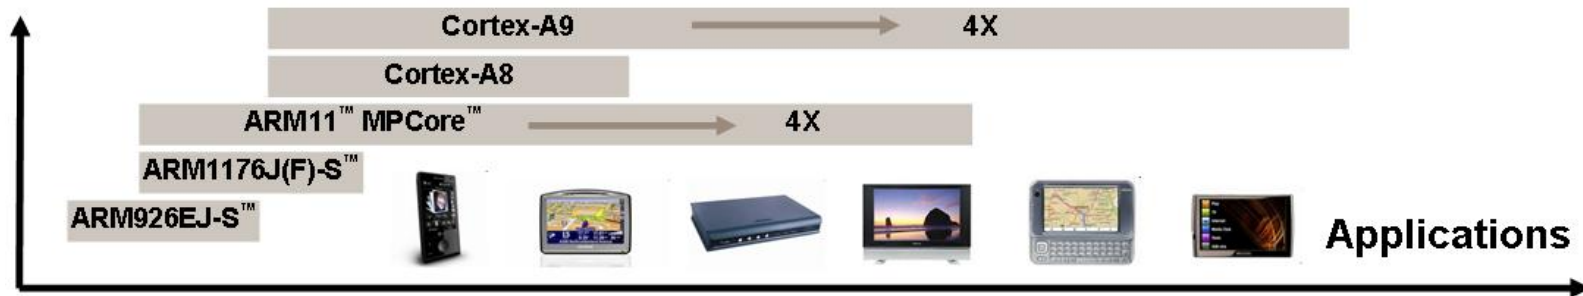 Cortex-A9 4X
Cortex-A8
ARM11™ MPCore™ 4X
ARM1176J(F)-S™
ARM926EJ-S™
Applications